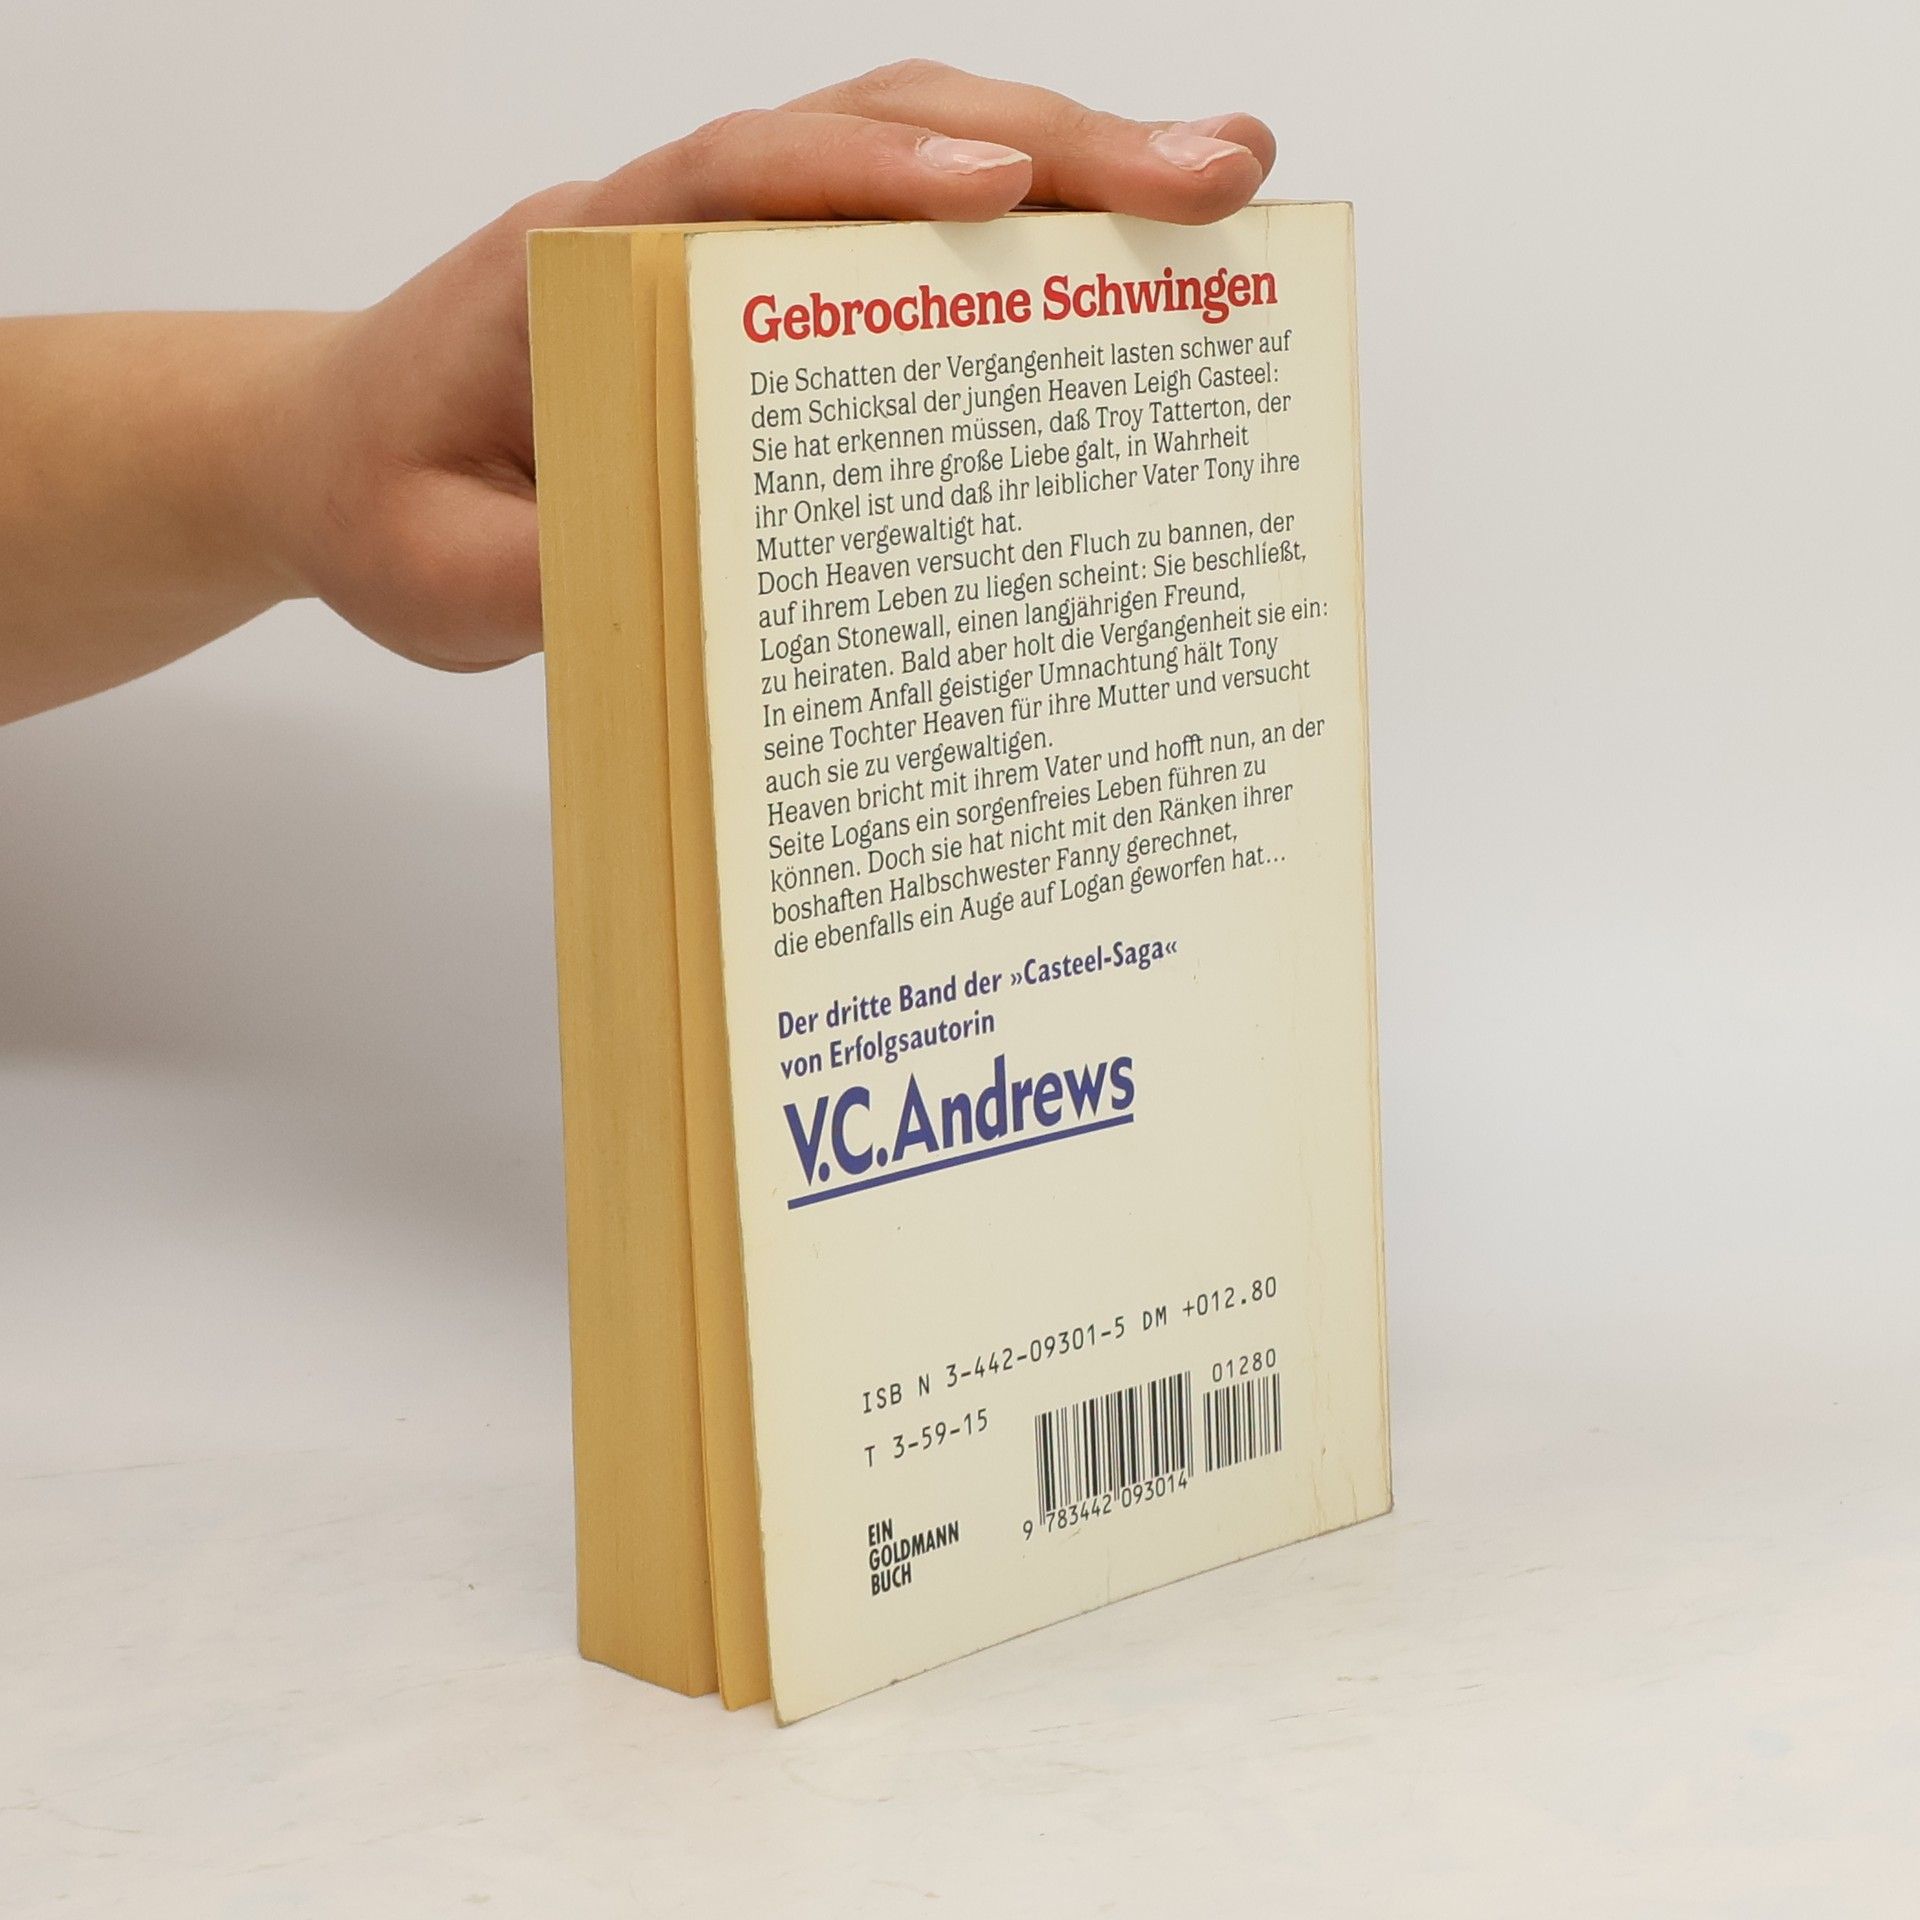 Gebrochene Schwingen
Die Schatten der Vergangenheit lasten schwer auf
dem Schicksal der jungen Heaven Leigh Casteel:
Sie hat erkennen müssen, daß Troy Tatterton, der
Mann, dem ihre große Liebe galt, in Wahrheit
ihr Onkel ist und daß ihr leiblicher Vater Tony ihre
Mutter vergewaltigt hat.
Doch Heaven versucht den Fluch zu bannen, der
auf ihrem Leben zu liegen scheint: Sie beschließt,
Logan Stonewall, einen langjährigen Freund,
zu heiraten. Bald aber holt die Vergangenheit sie ein:
In einem Anfall geistiger Umnachtung hält Tony
seine Tochter Heaven für ihre Mutter und versucht
auch sie zu vergewaltigen.
Heaven bricht mit ihrem Vater und hofft nun, an der
Seite Logans ein sorgenfreies Leben führen zu
können. Doch sie hat nicht mit den Ränken ihrer
boshaften Halbschwester Fanny gerechnet,
die ebenfalls ein Auge auf Logan geworfen hat...
Der dritte Band der »Casteel-Saga«
von Erfolgsautorin
V.C. Andrews
ISB N 3-442-09301-5 DM +012.80
T 3-59-15
01280
9 783442 093014
EIN
GOLDMANN
BUCH